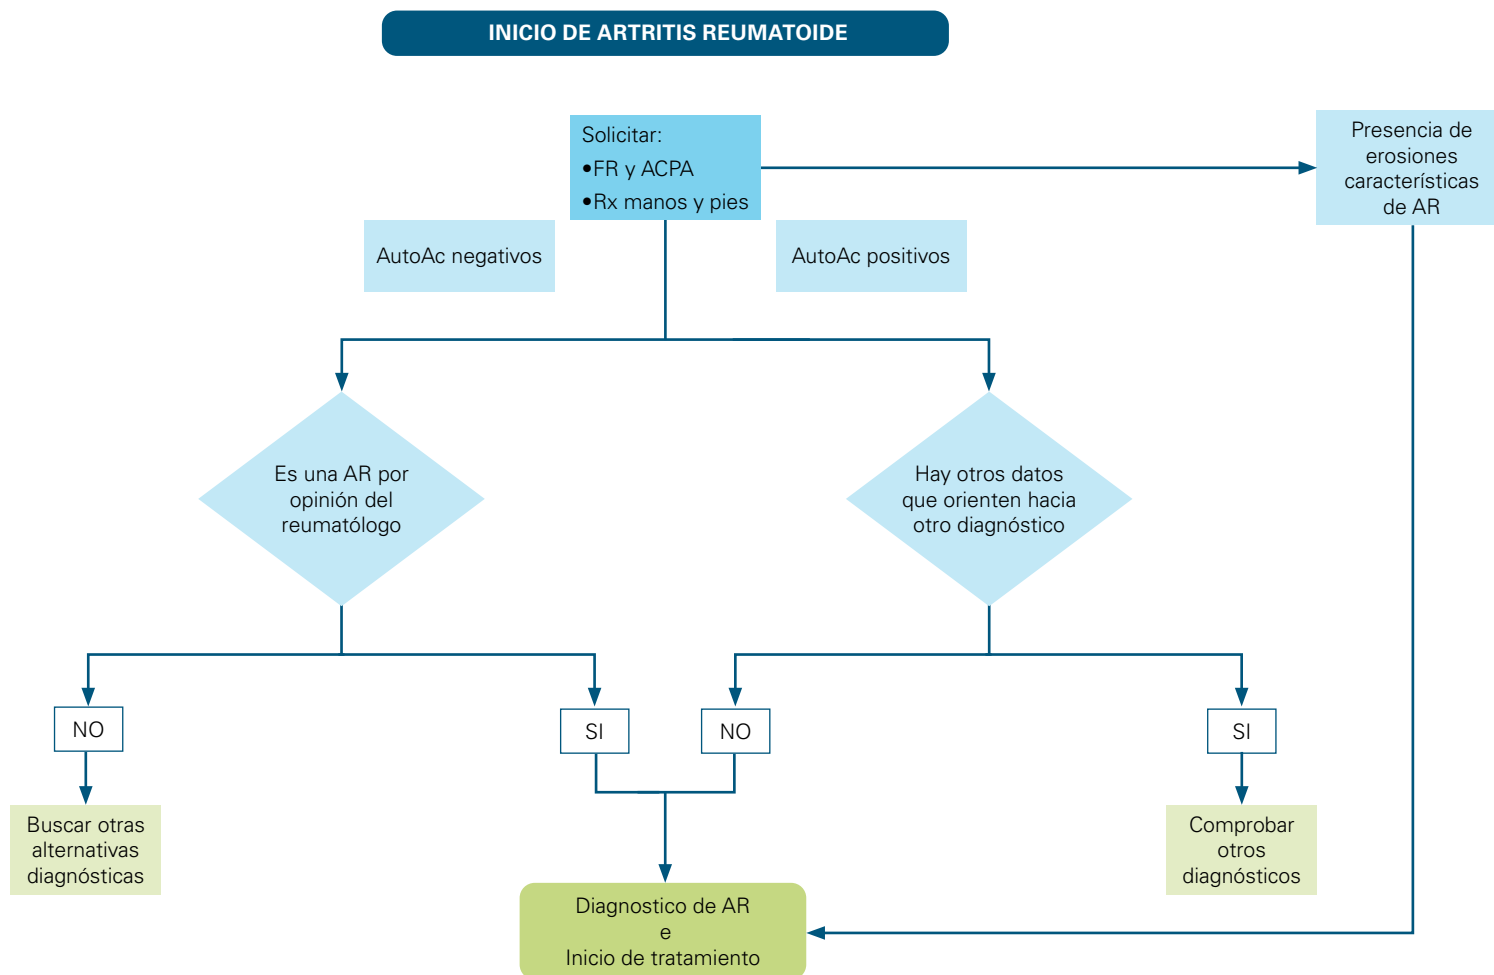 INICIO DE ARTRITIS REUMATOIDE
Solicitar:
•FR y ACPA
•Rx manos y pies
Presencia de
erosiones
características
de AR
AutoAc negativos
AutoAc positivos
Es una AR por
opinión del
reumatólogo
Hay otros datos
que orienten hacia
otro diagnóstico
NO
SI
NO
SI
Buscar otras
alternativas
diagnósticas
Comprobar
otros
diagnósticos
Diagnostico de AR
e
Inicio de tratamiento